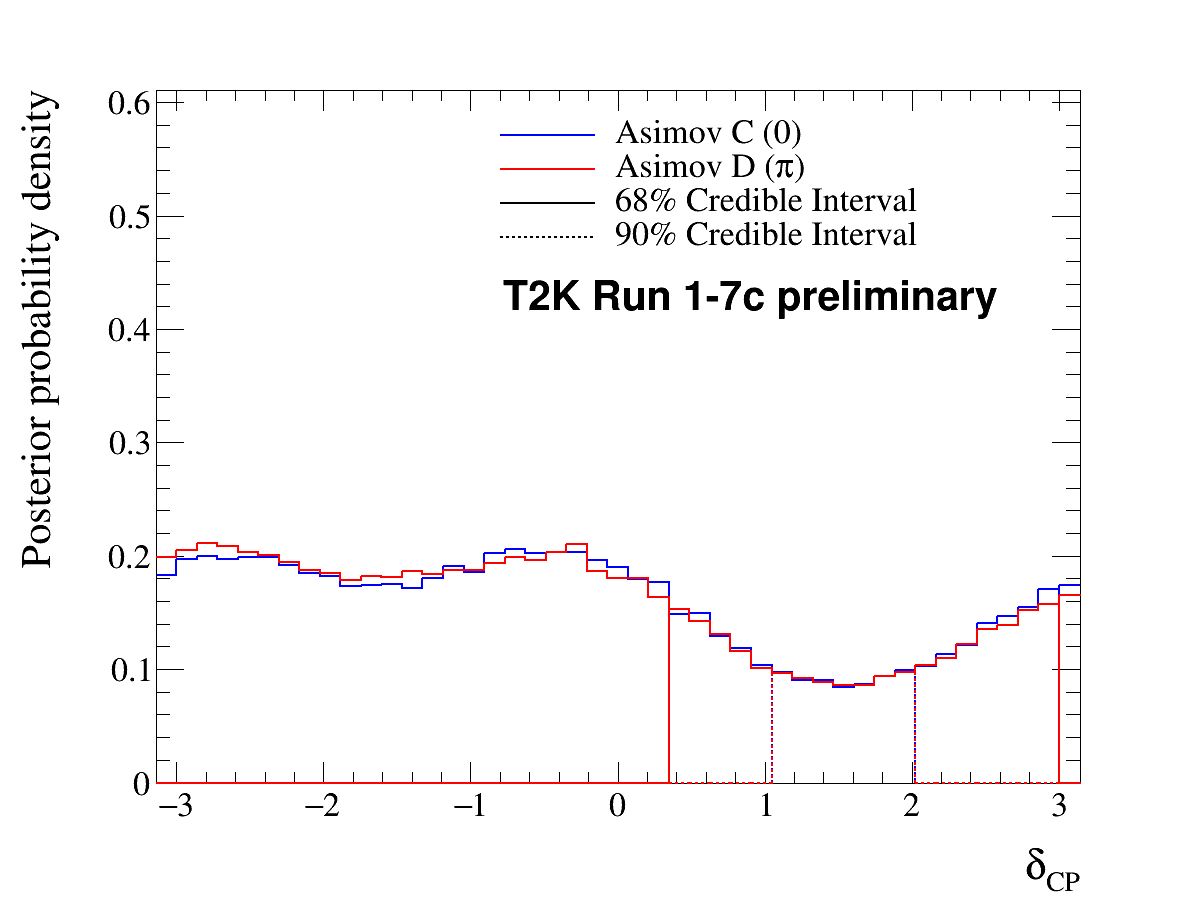 Posterior probability density
0.6
0.5
0.4
0.3
0.2
0.1
0
Asimov C (0)
Asimov D (π)
68% Credible Interval
90% Credible Interval
T2K Run 1-7c preliminary
−3 −2 −1 0 1 2 3
δCP